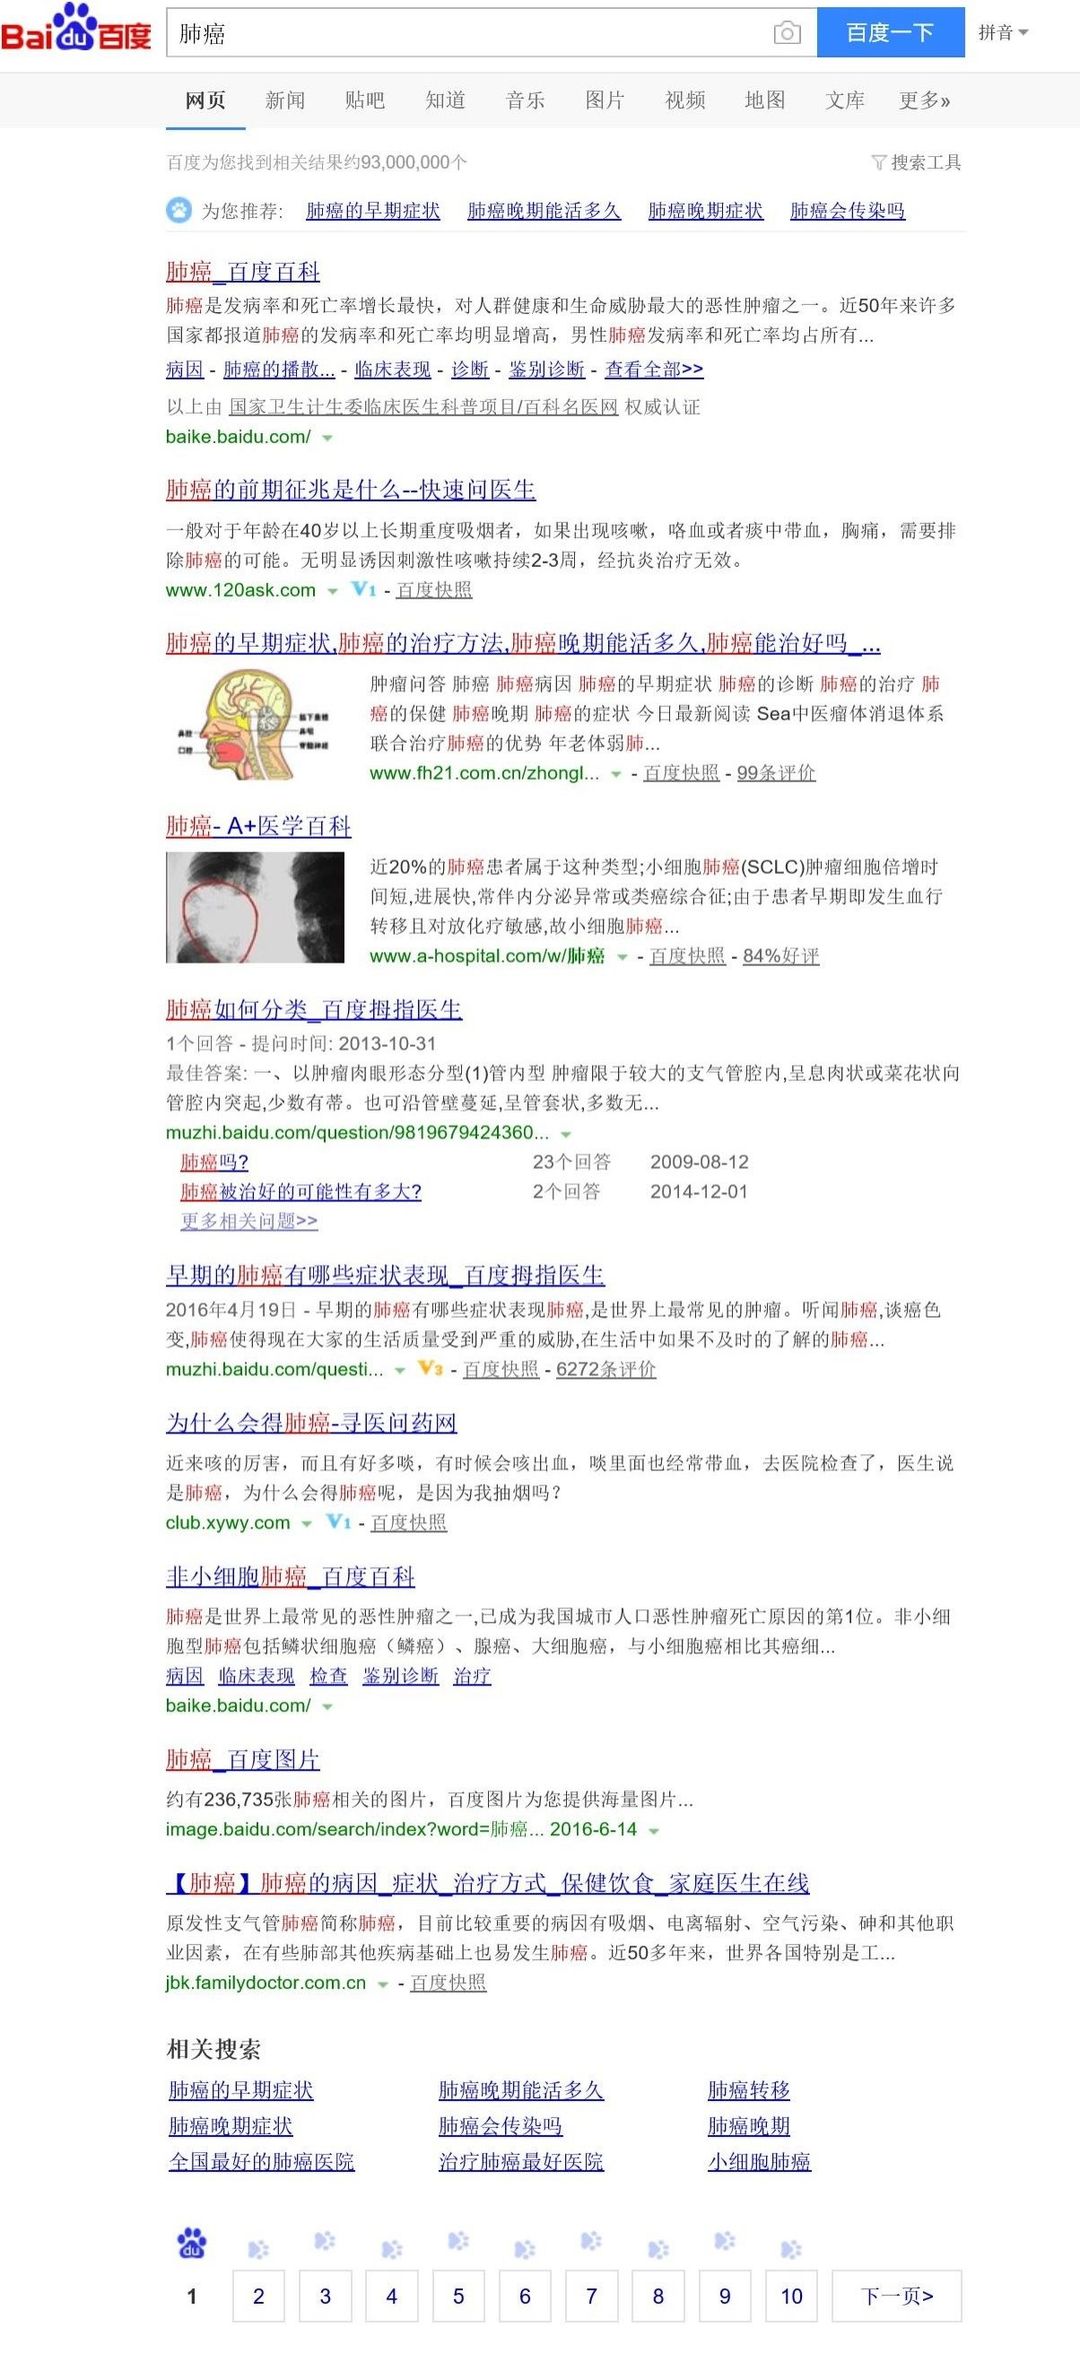 Bai du 百度
肺癌
百度一下
拼音
网页 新闻 贴吧 知道 音乐 图片 视频 地图 文库 更多»
百度为您找到相关结果约93,000,000个
搜索工具
为您推荐: 肺癌的早期症状 肺癌晚期能活多久 肺癌晚期症状 肺癌会传染吗
肺癌_百度百科
肺癌是发病率和死亡率增长最快，对人群健康和生命威胁最大的恶性肿瘤之一。近50年来许多
国家都报道肺癌的发病率和死亡率均明显增高，男性肺癌发病率和死亡率均占所有...
病因 - 肺癌的播散... - 临床表现 - 诊断 - 鉴别诊断 - 查看全部>>
以上由 国家卫生计生委临床医生科普项目/百科名医网 权威认证
baike.baidu.com/
肺癌的前期征兆是什么--快速问医生
一般对于年龄在40岁以上长期重度吸烟者，如果出现咳嗽，咯血或者痰中带血，胸痛，需要排
除肺癌的可能。无明显诱因刺激性咳嗽持续2-3周，经抗炎治疗无效。
www.120ask.com V1 - 百度快照
肺癌的早期症状,肺癌的治疗方法,肺癌晚期能活多久,肺癌能治好吗_...
鼻腔
口腔
脑下垂体
鼻咽
脊髓神经
肿瘤问答 肺癌 肺癌病因 肺癌的早期症状 肺癌的诊断 肺癌的治疗 肺
癌的保健 肺癌晚期 肺癌的症状 今日最新阅读 Sea中医瘤体消退体系
联合治疗肺癌的优势 年老体弱肺...
www.fh21.com.cn/zhongl... - 百度快照 - 99条评价
肺癌- A+医学百科
近20%的肺癌患者属于这种类型;小细胞肺癌(SCLC)肿瘤细胞倍增时
间短,进展快,常伴内分泌异常或类癌综合征;由于患者早期即发生血行
转移且对放化疗敏感,故小细胞肺癌...
www.a-hospital.com/w/肺癌 - 百度快照 - 84%好评
肺癌如何分类_百度拇指医生
1个回答 - 提问时间: 2013-10-31
最佳答案: 一、以肿瘤肉眼形态分型(1)管内型 肿瘤限于较大的支气管腔内,呈息肉状或菜花状向
管腔内突起,少数有蒂。也可沿管壁蔓延,呈管套状,多数无...
muzhi.baidu.com/question/9819679424360...
肺癌吗? 23个回答 2009-08-12
肺癌被治好的可能性有多大? 2个回答 2014-12-01
更多相关问题>>
早期的肺癌有哪些症状表现_百度拇指医生
2016年4月19日 - 早期的肺癌有哪些症状表现肺癌,是世界上最常见的肿瘤。听闻肺癌,谈癌色
变,肺癌使得现在大家的生活质量受到严重的威胁,在生活中如果不及时的了解的肺癌...
muzhi.baidu.com/questi... V3 - 百度快照 - 6272条评价
为什么会得肺癌-寻医问药网
近来咳的厉害，而且有好多啖，有时候会咳出血，啖里面也经常带血，去医院检查了，医生说
是肺癌，为什么会得肺癌呢，是因为我抽烟吗？
club.xywy.com V1 - 百度快照
非小细胞肺癌_百度百科
肺癌是世界上最常见的恶性肿瘤之一,已成为我国城市人口恶性肿瘤死亡原因的第1位。非小细
胞型肺癌包括鳞状细胞癌（鳞癌）、腺癌、大细胞癌，与小细胞癌相比其癌细...
病因 临床表现 检查 鉴别诊断 治疗
baike.baidu.com/
肺癌_百度图片
约有236,735张肺癌相关的图片，百度图片为您提供海量图片...
image.baidu.com/search/index?word=肺癌... 2016-6-14
【肺癌】肺癌的病因_症状_治疗方式_保健饮食_家庭医生在线
原发性支气管肺癌简称肺癌，目前比较重要的病因有吸烟、电离辐射、空气污染、砷和其他职
业因素，在有些肺部其他疾病基础上也易发生肺癌。近50多年来，世界各国特别是工...
jbk.familydoctor.com.cn - 百度快照
相关搜索
肺癌的早期症状 肺癌晚期能活多久 肺癌转移
肺癌晚期症状 肺癌会传染吗 肺癌晚期
全国最好的肺癌医院 治疗肺癌最好医院 小细胞肺癌
du
1 2 3 4 5 6 7 8 9 10 下一页>